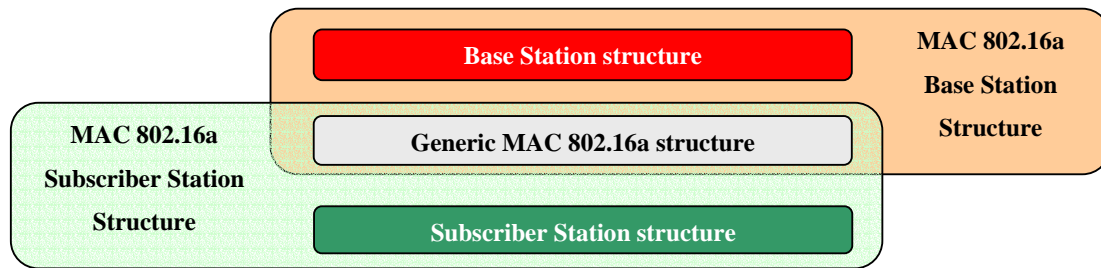 Base Station structure
MAC 802.16a
Base Station
Structure
Generic MAC 802.16a structure
MAC 802.16a
Subscriber Station
Structure
Subscriber Station structure